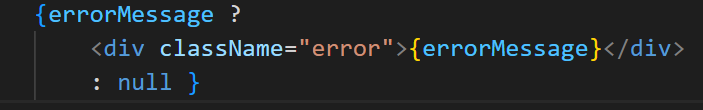 {errorMessage ?
<div className="error">{errorMessage}</div>
: null }